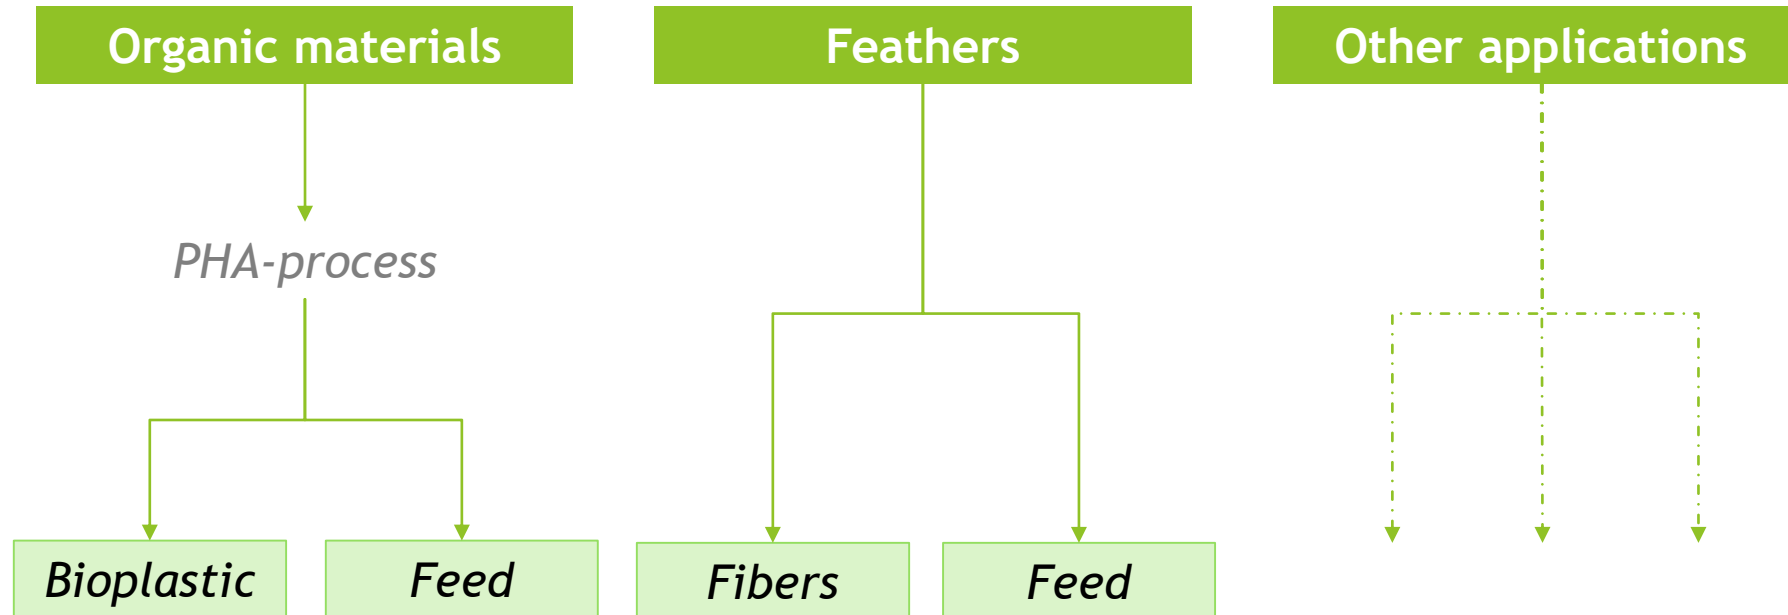 Organic materials
Feathers
Other applications
PHA-process
Bioplastic
Feed
Fibers
Feed